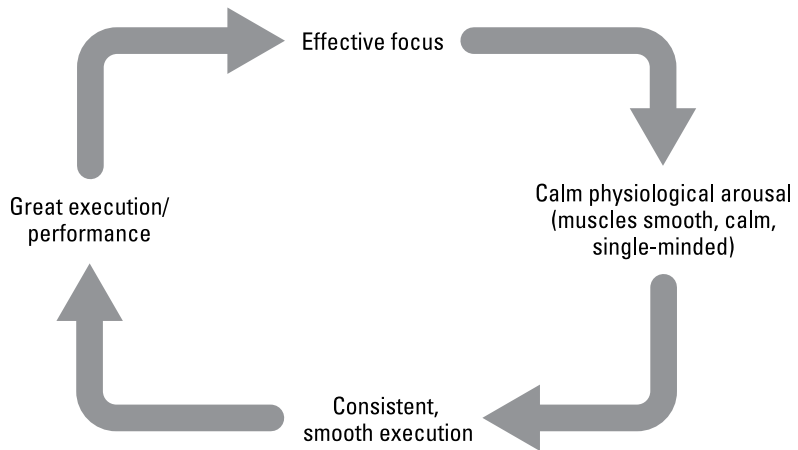 Effective focus
Calm physiological arousal
(muscles smooth, calm,
single-minded)
Consistent,
smooth execution
Great execution/
performance